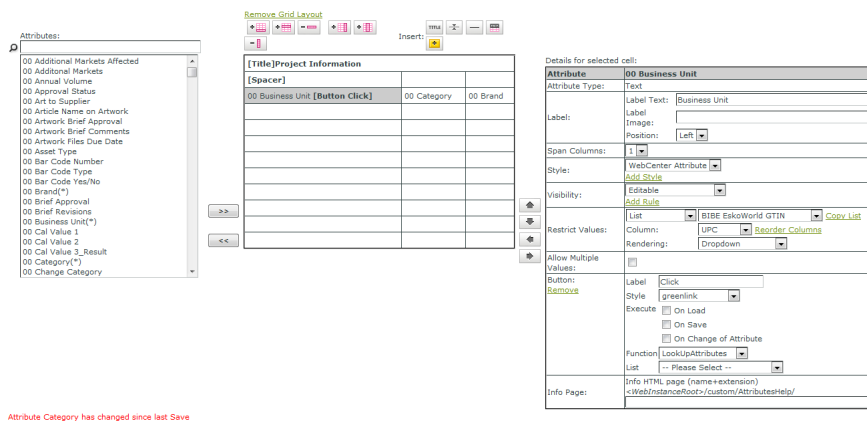 Remove Grid Layout
Attributes:
Insert:
Title
00 Additional Markets Affected
00 Additonal Markets
00 Annual Volume
00 Approval Status
00 Art to Supplier
00 Article Name on Artwork
00 Artwork Brief Approval
00 Artwork Brief Comments
00 Artwork Files Due Date
00 Asset Type
00 Bar Code Number
00 Bar Code Type
00 Bar Code Yes/No
00 Brand(*)
00 Brief Approval
00 Brief Revisions
00 Business Unit(*)
00 Cal Value 1
00 Cal Value 2
00 Cal Value 3_Result
00 Category(*)
00 Change Category
>>
<<
[Title]Project Information
[Spacer]
00 Business Unit [Button Click] 00 Category 00 Brand
Details for selected cell:
Attribute 00 Business Unit
Attribute Type: Text
Label:
Label Text: Business Unit
Label Image:
Position: Left
Span Columns: 1
Style: WebCenter Attribute
Add Style
Visibility: Editable
Add Rule
Restrict Values:
List BIBE EskoWorld GTIN Copy List
Column: UPC Reorder Columns
Rendering: Dropdown
Allow Multiple Values:
Button:
Remove
Label Click
Style greenlink
Execute On Load
On Save
On Change of Attribute
Function LookUpAttributes
List -- Please Select --
Info Page:
Info HTML page (name+extension)
<WebInstanceRoot>/custom/AttributesHelp/
Attribute Category has changed since last Save